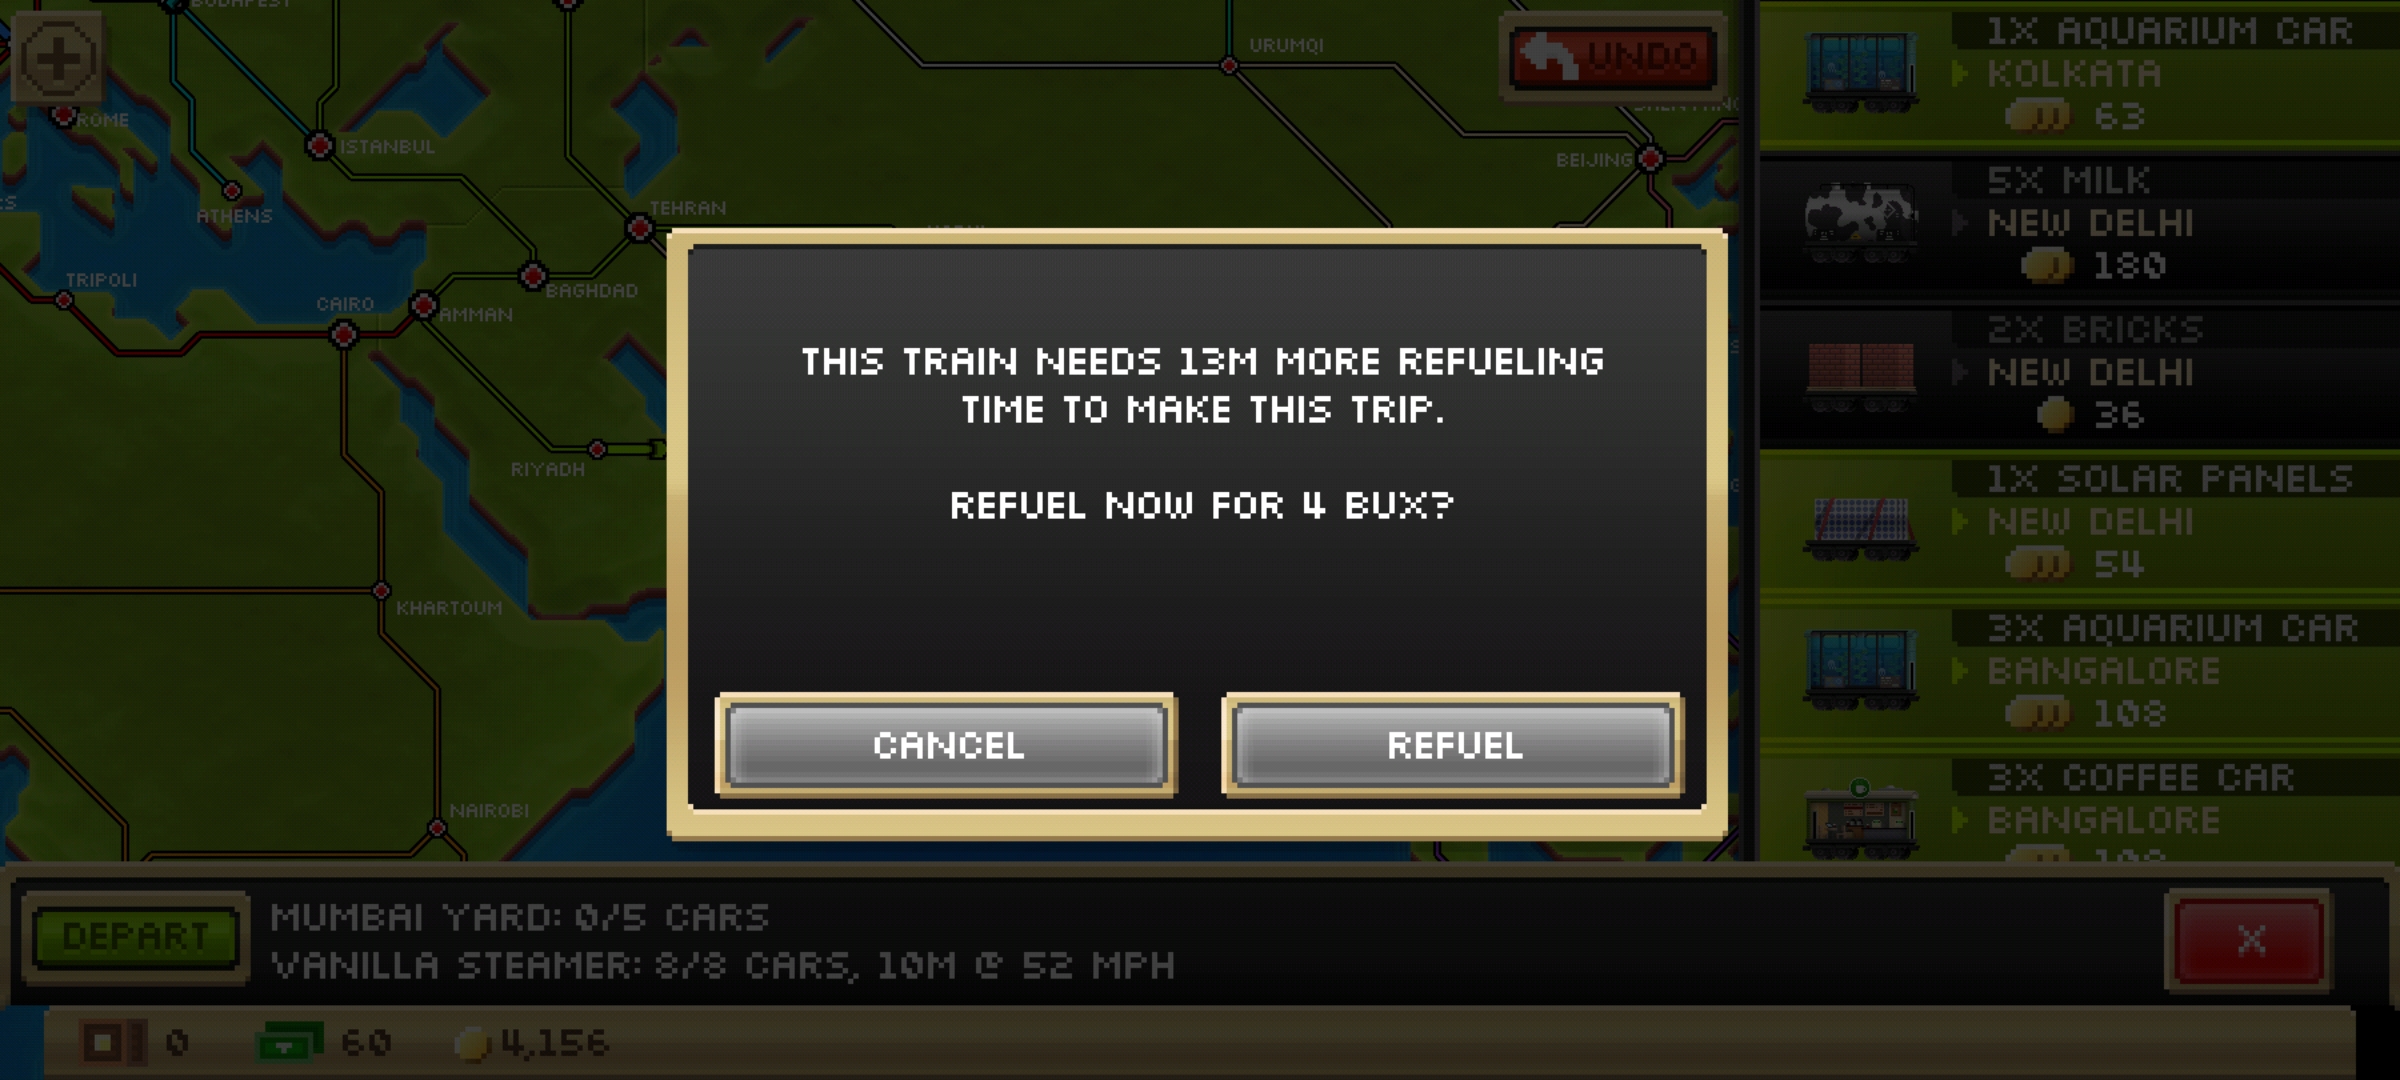 BUDAPEST
ROME
ISTANBUL
ATHENS
TEHRAN
TRIPOLI
CAIRO
AMMAN
BAGHDAD
RIYADH
KHARTOUM
NAIROBI
URUMQI
BEIJING
UNDO
THIS TRAIN NEEDS 13M MORE REFUELING
TIME TO MAKE THIS TRIP.
REFUEL NOW FOR 4 BUX?
CANCEL
REFUEL
1X AQUARIUM CAR
KOLKATA
63
5X MILK
NEW DELHI
180
2X BRICKS
NEW DELHI
36
1X SOLAR PANELS
NEW DELHI
54
3X AQUARIUM CAR
BANGALORE
108
3X COFFEE CAR
BANGALORE
108
DEPART
MUMBAI YARD: 0/5 CARS
VANILLA STEAMER: 8/8 CARS, 10M @ 52 MPH
X
0
60
4,156